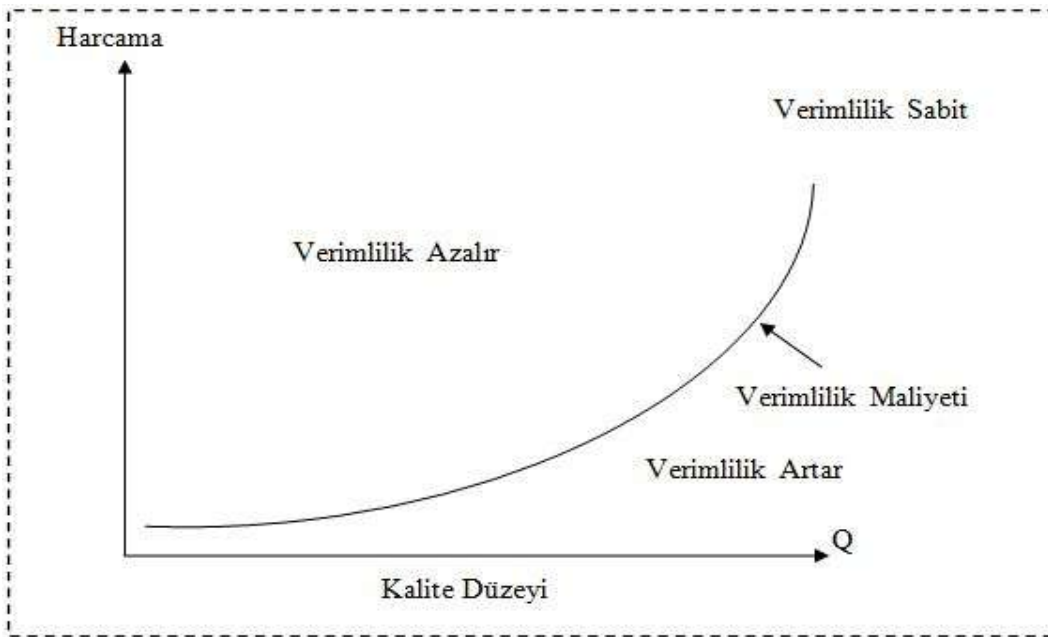 Harcama
Verimlilik Sabit
Verimlilik Azalır
Verimlilik Maliyeti
Verimlilik Artar
Q
Kalite Düzeyi